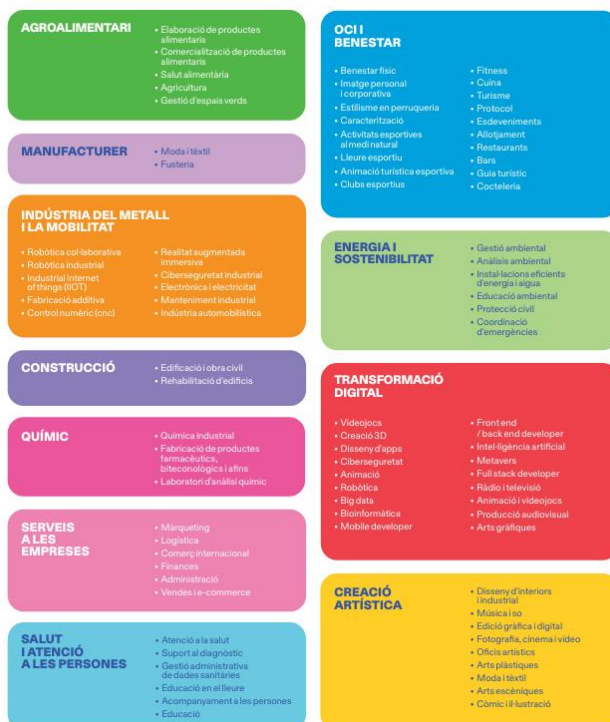 AGROALIMENTARI
• Elaboració de productes
alimentaris
• Comercialització de productes
alimentaris
• Salut alimentària
• Agricultura
• Gestió d'espais verds
MANUFACTURER
• Moda i tèxtil
• Fusteria
INDÚSTRIA DEL METALL
I LA MOBILITAT
• Robòtica col·laborativa
• Robòtica industrial
• Industrial internet
of things (IIOT)
• Fabricació additiva
• Control numèric (cnc)
• Realitat augmentada
immersiva
• Ciberseguretat industrial
• Electrònica i electricitat
• Manteniment industrial
• Indústria automobilística
CONSTRUCCIÓ
• Edificació i obra civil
• Rehabilitació d'edificis
QUÍMIC
• Química industrial
• Fabricació de productes
farmacèutics,
biteconològics i afins
• Laboratori d'anàlisi químic
SERVEIS
A LES
EMPRESES
• Màrqueting
• Logística
• Comerç internacional
• Finances
• Administració
• Vendes i e-commerce
SALUT
I ATENCIÓ
A LES PERSONES
• Atenció a la salut
• Suport al diagnòstic
• Gestió administrativa
de dades sanitàries
• Educació en el lleure
• Acompanyament a les persones
• Educació
OCI I
BENESTAR
• Benestar físic
• Imatge personal
i corporativa
• Estilisme en perruqueria
• Caracterització
• Activitats esportives
al medi natural
• Lleure esportiu
• Animació turística esportiva
• Clubs esportius
• Fitness
• Cuina
• Turisme
• Protocol
• Esdeveniments
• Allotjament
• Restaurants
• Bars
• Guia turístic
• Cocteleria
ENERGIA I
SOSTENIBILITAT
• Gestió ambiental
• Anàlisis ambiental
• Instal·lacions eficients
d'energia i aigua
• Educació ambiental
• Protecció civil
• Coordinació
d'emergències
TRANSFORMACIÓ
DIGITAL
• Videojocs
• Creació 3D
• Disseny d'apps
• Ciberseguretat
• Animació
• Robòtica
• Big data
• Bioinformàtica
• Mobile developer
• Front end
/ back end developer
• Intel·ligència artificial
• Metavers
• Full stack developer
• Ràdio i televisió
• Animació i videojocs
• Producció audiovisual
• Arts gràfiques
CREACIÓ
ARTÍSTICA
• Disseny d'interiors
i industrial
• Música i so
• Edició gràfica i digital
• Fotografia, cinema i vídeo
• Oficis artístics
• Arts plàstiques
• Moda i tèxtil
• Arts escèniques
• Còmic i il·lustració